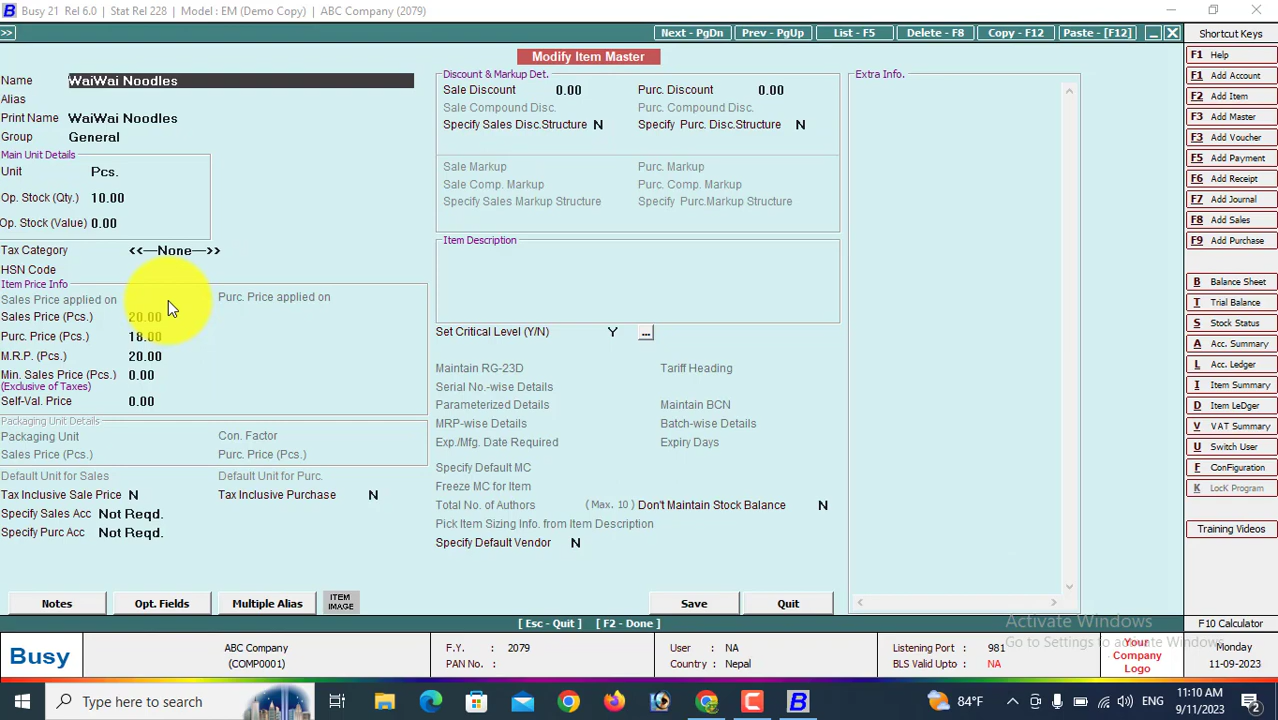 Busy 21 Rel 6.0 | Stat Rel 228 | Model : EM (Demo Copy) | ABC Company (2079)
>> Next - PgDn Prev - PgUp List - F5 Delete - F8 Copy - F12 Paste - [F12]
Modify Item Master
Name WaiWai Noodles
Alias
Print Name WaiWai Noodles
Group General
Main Unit Details
Unit Pcs.
Op. Stock (Qty.) 10.00
Op. Stock (Value) 0.00
Tax Category <<—None—>>
HSN Code
Item Price Info
Sales Price applied on Purc. Price applied on
Sales Price (Pcs.) 20.00
Purc. Price (Pcs.) 18.00
M.R.P. (Pcs.) 20.00
Min. Sales Price (Pcs.) 0.00
(Exclusive of Taxes)
Self-Val. Price 0.00
Packaging Unit Details
Packaging Unit Con. Factor
Sales Price (Pcs.) Purc. Price (Pcs.)
Default Unit for Sales Default Unit for Purc.
Tax Inclusive Sale Price N Tax Inclusive Purchase N
Specify Sales Acc Not Reqd.
Specify Purc Acc Not Reqd.
Notes Opt. Fields Multiple Alias ITEM IMAGE
Discount & Markup Det.
Sale Discount 0.00 Purc. Discount 0.00
Sale Compound Disc. Purc. Compound Disc.
Specify Sales Disc.Structure N Specify Purc. Disc.Structure N
Sale Markup Purc. Markup
Sale Comp. Markup Purc. Comp. Markup
Specify Sales Markup Structure Specify Purc.Markup Structure
Item Description
Set Critical Level (Y/N) Y ...
Maintain RG-23D Tariff Heading
Serial No.-wise Details
Parameterized Details Maintain BCN
MRP-wise Details Batch-wise Details
Exp./Mfg. Date Required Expiry Days
Specify Default MC
Freeze MC for Item
Total No. of Authors ( Max. 10 ) Don't Maintain Stock Balance N
Pick Item Sizing Info. from Item Description
Specify Default Vendor N
Save Quit
Extra Info.
[ Esc - Quit ] [ F2 - Done ]
Shortcut Keys
F1 Help
F1 Add Account
F2 Add Item
F3 Add Master
F3 Add Voucher
F5 Add Payment
F6 Add Receipt
F7 Add Journal
F8 Add Sales
F9 Add Purchase
B Balance Sheet
T Trial Balance
S Stock Status
A Acc. Summary
L Acc. Ledger
I Item Summary
D Item LeDger
V VAT Summary
U Switch User
F ConFiguration
K LocK Program
Training Videos
F10 Calculator
Activate Windows
Go to Settings to activate Windows.
Busy
ABC Company
(COMP0001)
F.Y. : 2079
PAN No. :
User : NA
Country : Nepal
Listening Port : 981
BLS Valid Upto : NA
Your
Company
Logo
Monday
11-09-2023
Type here to search
84°F
ENG
11:10 AM
9/11/2023
2